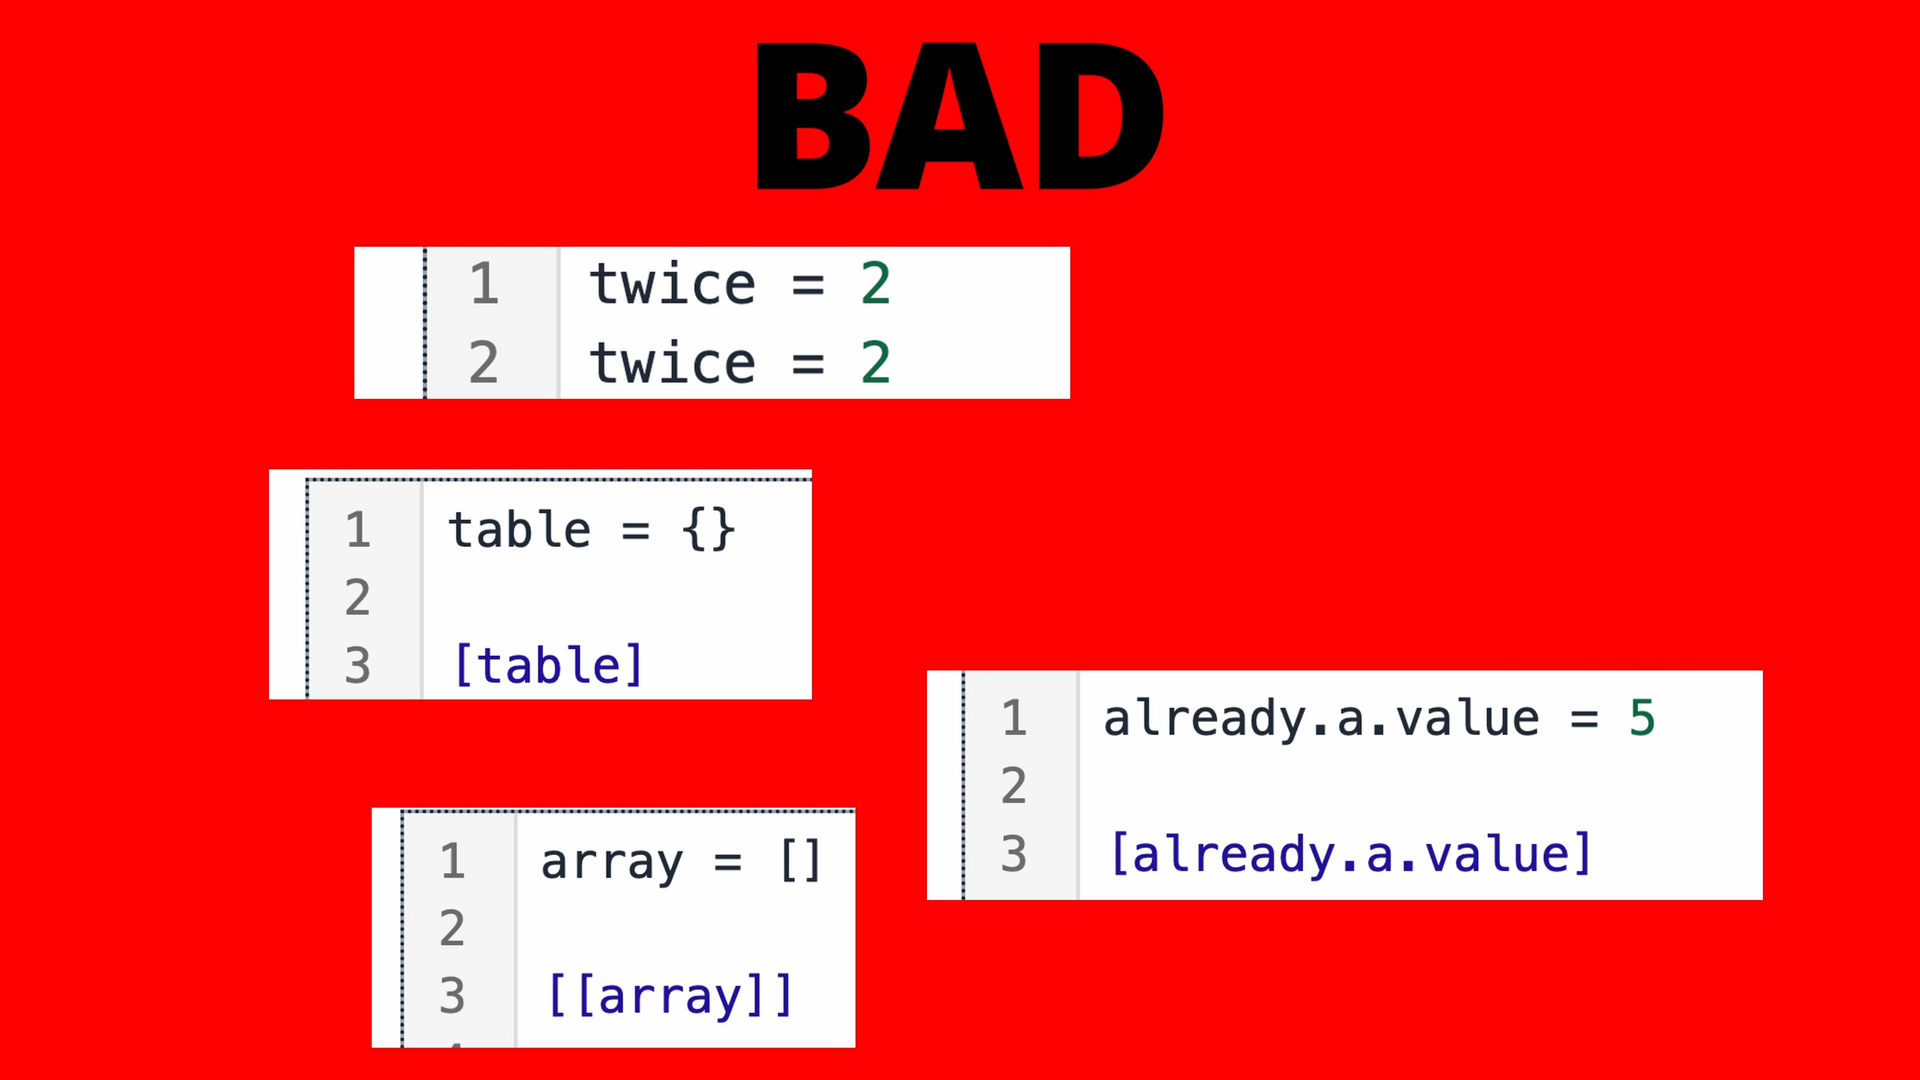 BAD
1 twice = 2
2 twice = 2
1 table = {}
2
3 [table]
1 already.a.value = 5
2
3 [already.a.value]
1 array = []
2
3 [[array]]